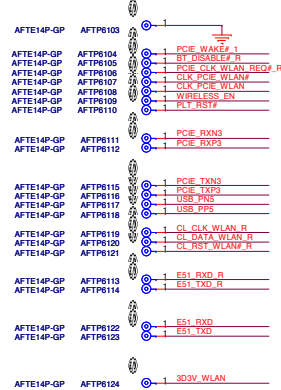 AFTE14P-GP AFTP6103 1
AFTE14P-GP AFTP6104 1 PCIE_WAKE#_1
AFTE14P-GP AFTP6105 1 BT_DISABLE#_R
AFTE14P-GP AFTP6106 1 PCIE_CLK_WLAN_REQ#_R
AFTE14P-GP AFTP6107 1 CLK_PCIE_WLAN#
AFTE14P-GP AFTP6108 1 CLK_PCIE_WLAN
AFTE14P-GP AFTP6109 1 WIRELESS_EN
AFTE14P-GP AFTP6110 1 PLT_RST#
AFTE14P-GP AFTP6111 1 PCIE_RXN3
AFTE14P-GP AFTP6112 1 PCIE_RXP3
AFTE14P-GP AFTP6115 1 PCIE_TXN3
AFTE14P-GP AFTP6116 1 PCIE_TXP3
AFTE14P-GP AFTP6117 1 USB_PN5
AFTE14P-GP AFTP6118 1 USB_PP5
AFTE14P-GP AFTP6119 1 CL_CLK_WLAN_R
AFTE14P-GP AFTP6120 1 CL_DATA_WLAN_R
AFTE14P-GP AFTP6121 1 CL_RST_WLAN#_R
AFTE14P-GP AFTP6113 1 E51_RXD_R
AFTE14P-GP AFTP6114 1 E51_TXD_R
AFTE14P-GP AFTP6122 1 E51_RXD
AFTE14P-GP AFTP6123 1 E51_TXD
AFTE14P-GP AFTP6124 1 3D3V_WLAN